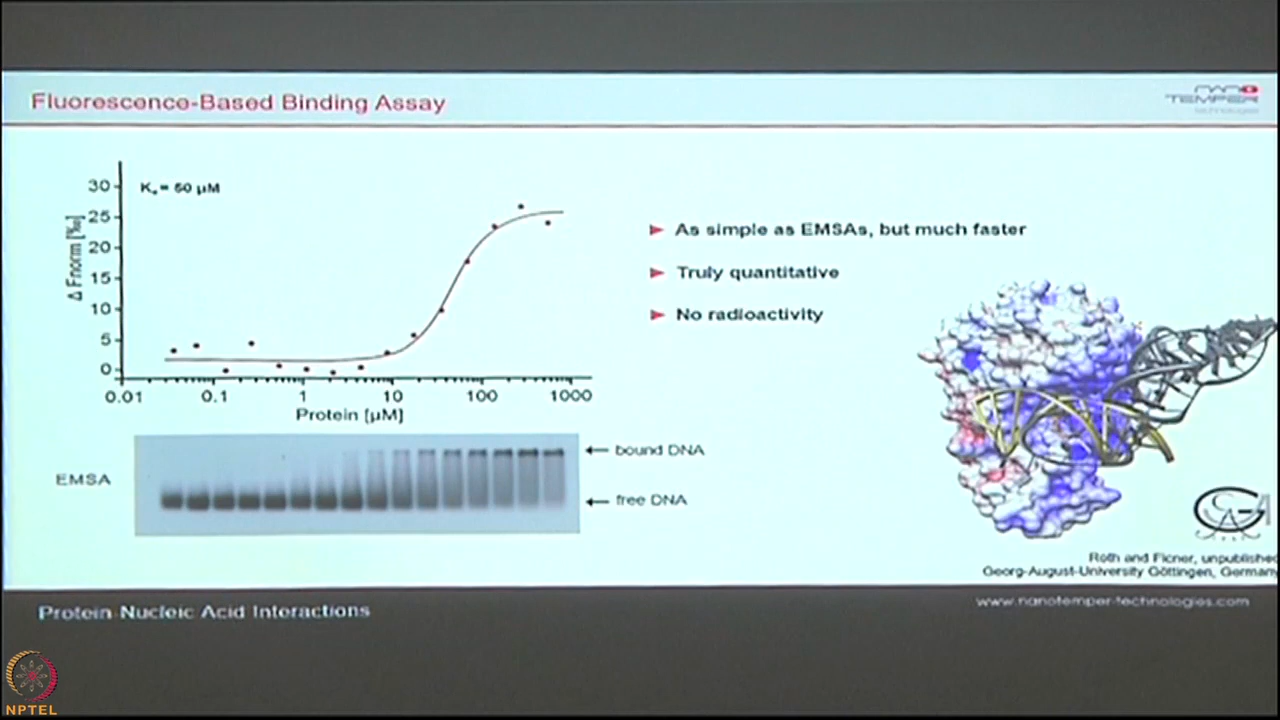 Fluorescence-Based Binding Assay
NANO
TEMPER
technologies
K_d = 50 µM
Δ Fnorm [‰]
30
25
20
15
10
5
0
0.01 0.1 1 10 100 1000
Protein [µM]
EMSA
bound DNA
free DNA
As simple as EMSAs, but much faster
Truly quantitative
No radioactivity
Roth and Ficner, unpublished
Georg-August-University Göttingen, Germany
Protein-Nucleic Acid Interactions
www.nanotemper-technologies.com
NPTEL